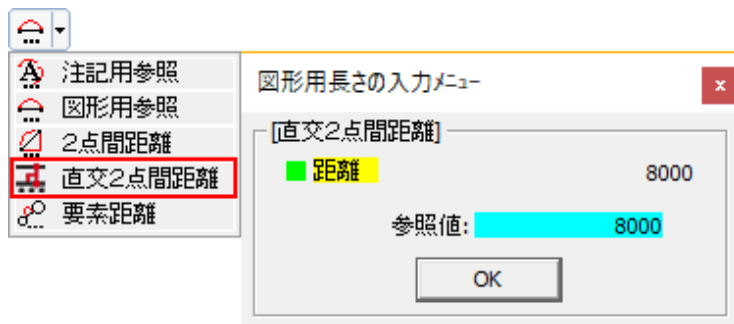 注記用参照
図形用参照
2点間距離
直交2点間距離
要素距離
図形用長さの入力ﾒﾆｭｰ
x
[直交2点間距離]
距離 8000
参照値: 8000
OK